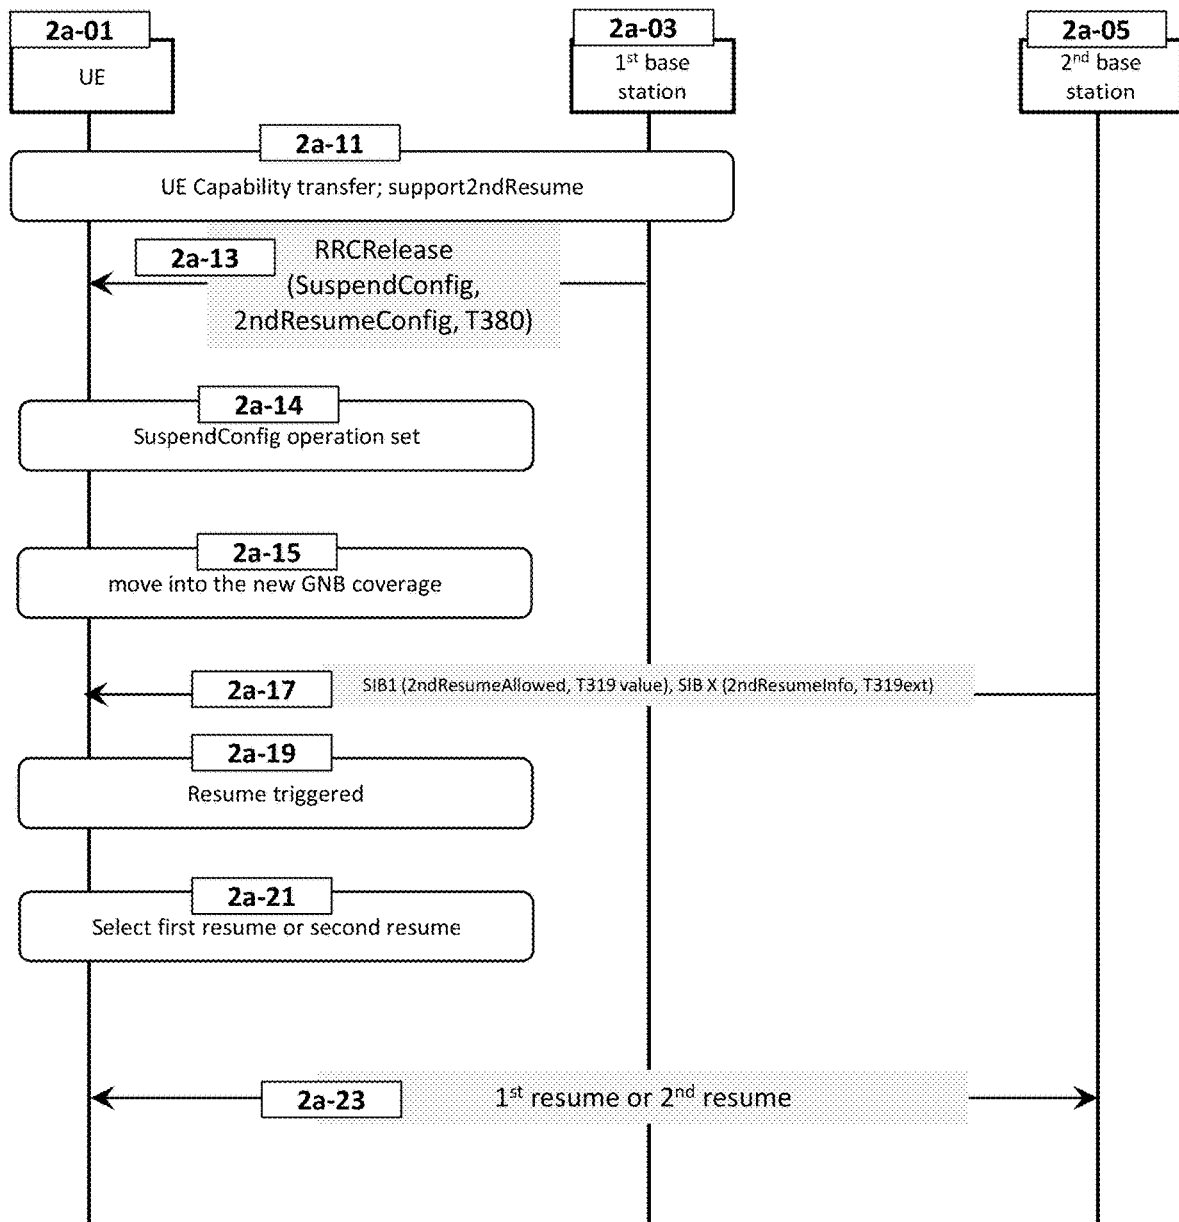 2a-01
UE
2a-03
1st base
station
2a-05
2nd base
station
2a-11
UE Capability transfer; support2ndResume
2a-13
RRCRelease
(SuspendConfig,
2ndResumeConfig, T380)
2a-14
SuspendConfig operation set
2a-15
move into the new GNB coverage
2a-17
SIB1 (2ndResumeAllowed, T319 value), SIB X (2ndResumeInfo, T319ext)
2a-19
Resume triggered
2a-21
Select first resume or second resume
2a-23
1st resume or 2nd resume